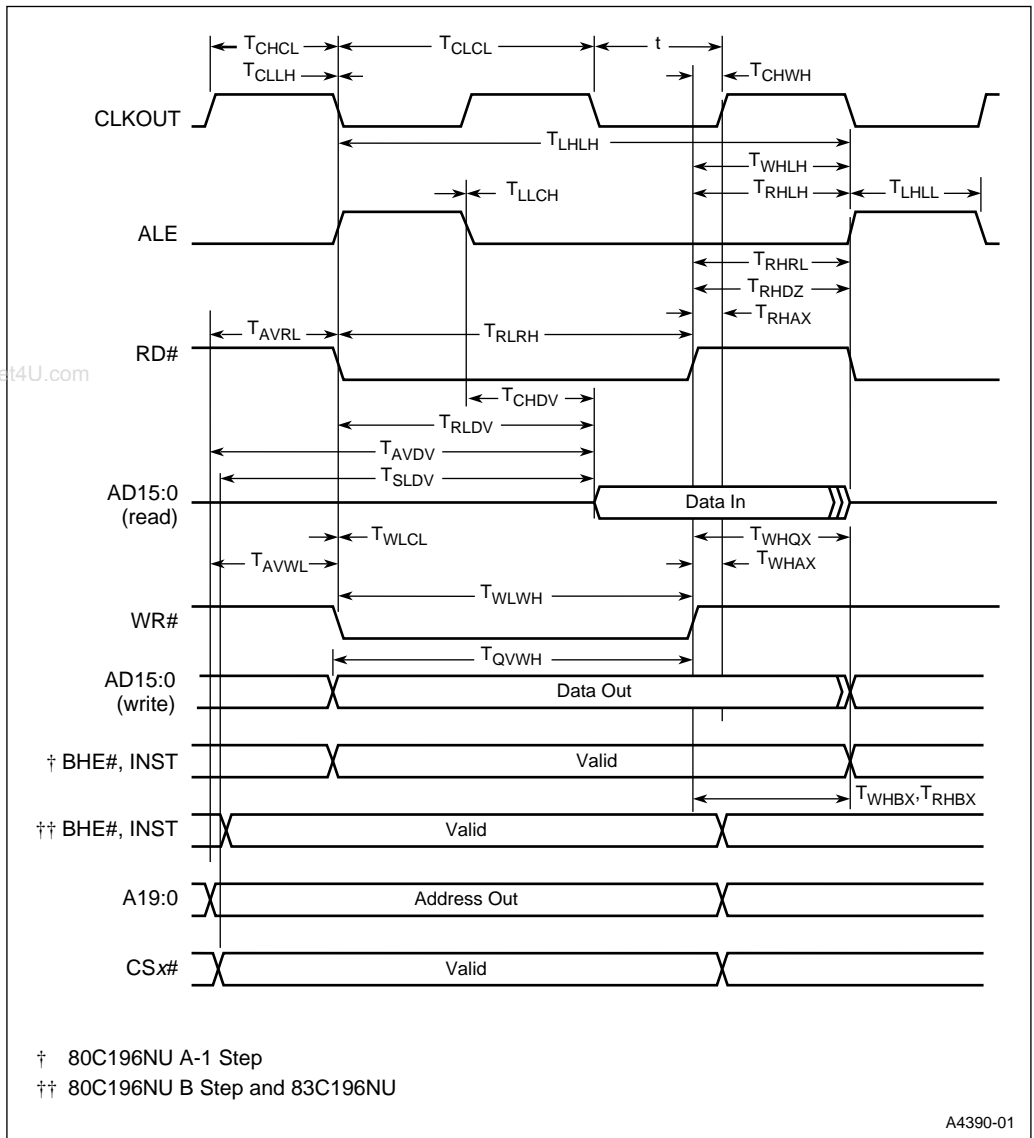 TCHCL TCLCL t
TCLLH TCHWH
CLKOUT
TLHLH
TWHLH
TLLCH TRHLH TLHLL
ALE
TRHRL
TRHDZ
TAVRL TRLRH TRHAX
RD#
et4U.com
TCHDV
TRLDV
TAVDV
TSLDV
AD15:0
(read)
Data In
TWLCL TWHQX
TAVWL TWHAX
TWLWH
WR#
TQVWH
AD15:0
(write)
Data Out
† BHE#, INST Valid
TWHBX,TRHBX
†† BHE#, INST Valid
A19:0 Address Out
CSx# Valid
† 80C196NU A-1 Step
†† 80C196NU B Step and 83C196NU
A4390-01